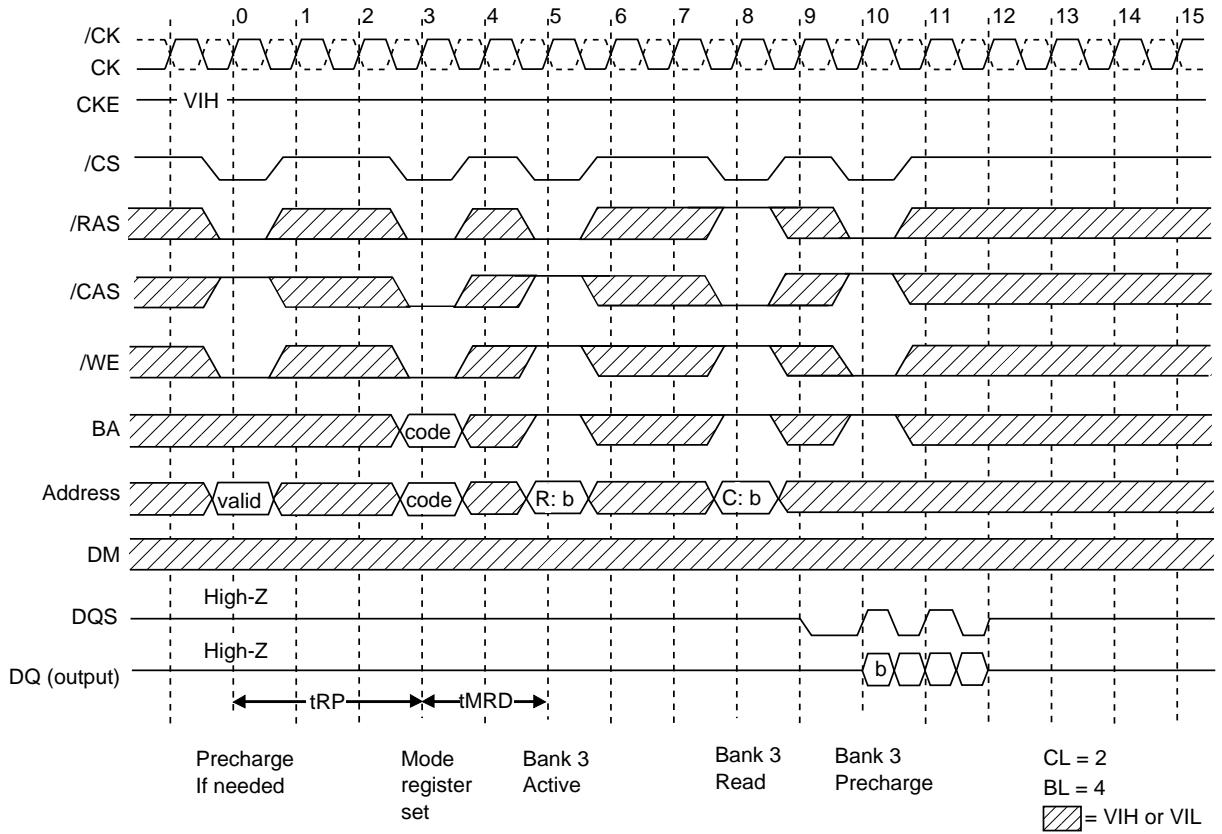 0 1 2 3 4 5 6 7 8 9 10 11 12 13 14 15
/CK
CK
CKE
VIH
/CS
/RAS
/CAS
/WE
BA
code
Address
valid
code
R: b
C: b
DM
High-Z
DQS
High-Z
DQ (output)
b
tRP
tMRD
Precharge
If needed
Mode
register
set
Bank 3
Active
Bank 3
Read
Bank 3
Precharge
CL = 2
BL = 4
= VIH or VIL